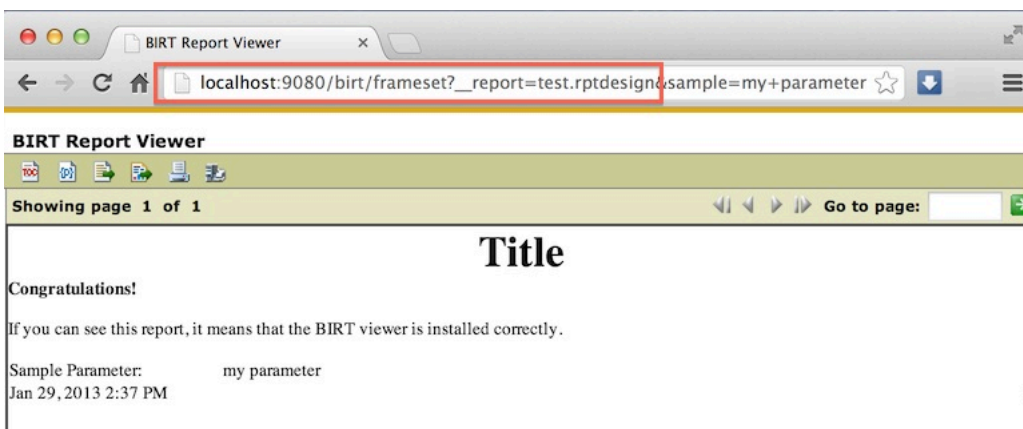 BIRT Report Viewer
localhost:9080/birt/frameset?__report=test.rptdesign&sample=my+parameter
BIRT Report Viewer
TOC
Showing page 1 of 1
Go to page:
Title
Congratulations!
If you can see this report, it means that the BIRT viewer is installed correctly.
Sample Parameter: my parameter
Jan 29, 2013 2:37 PM